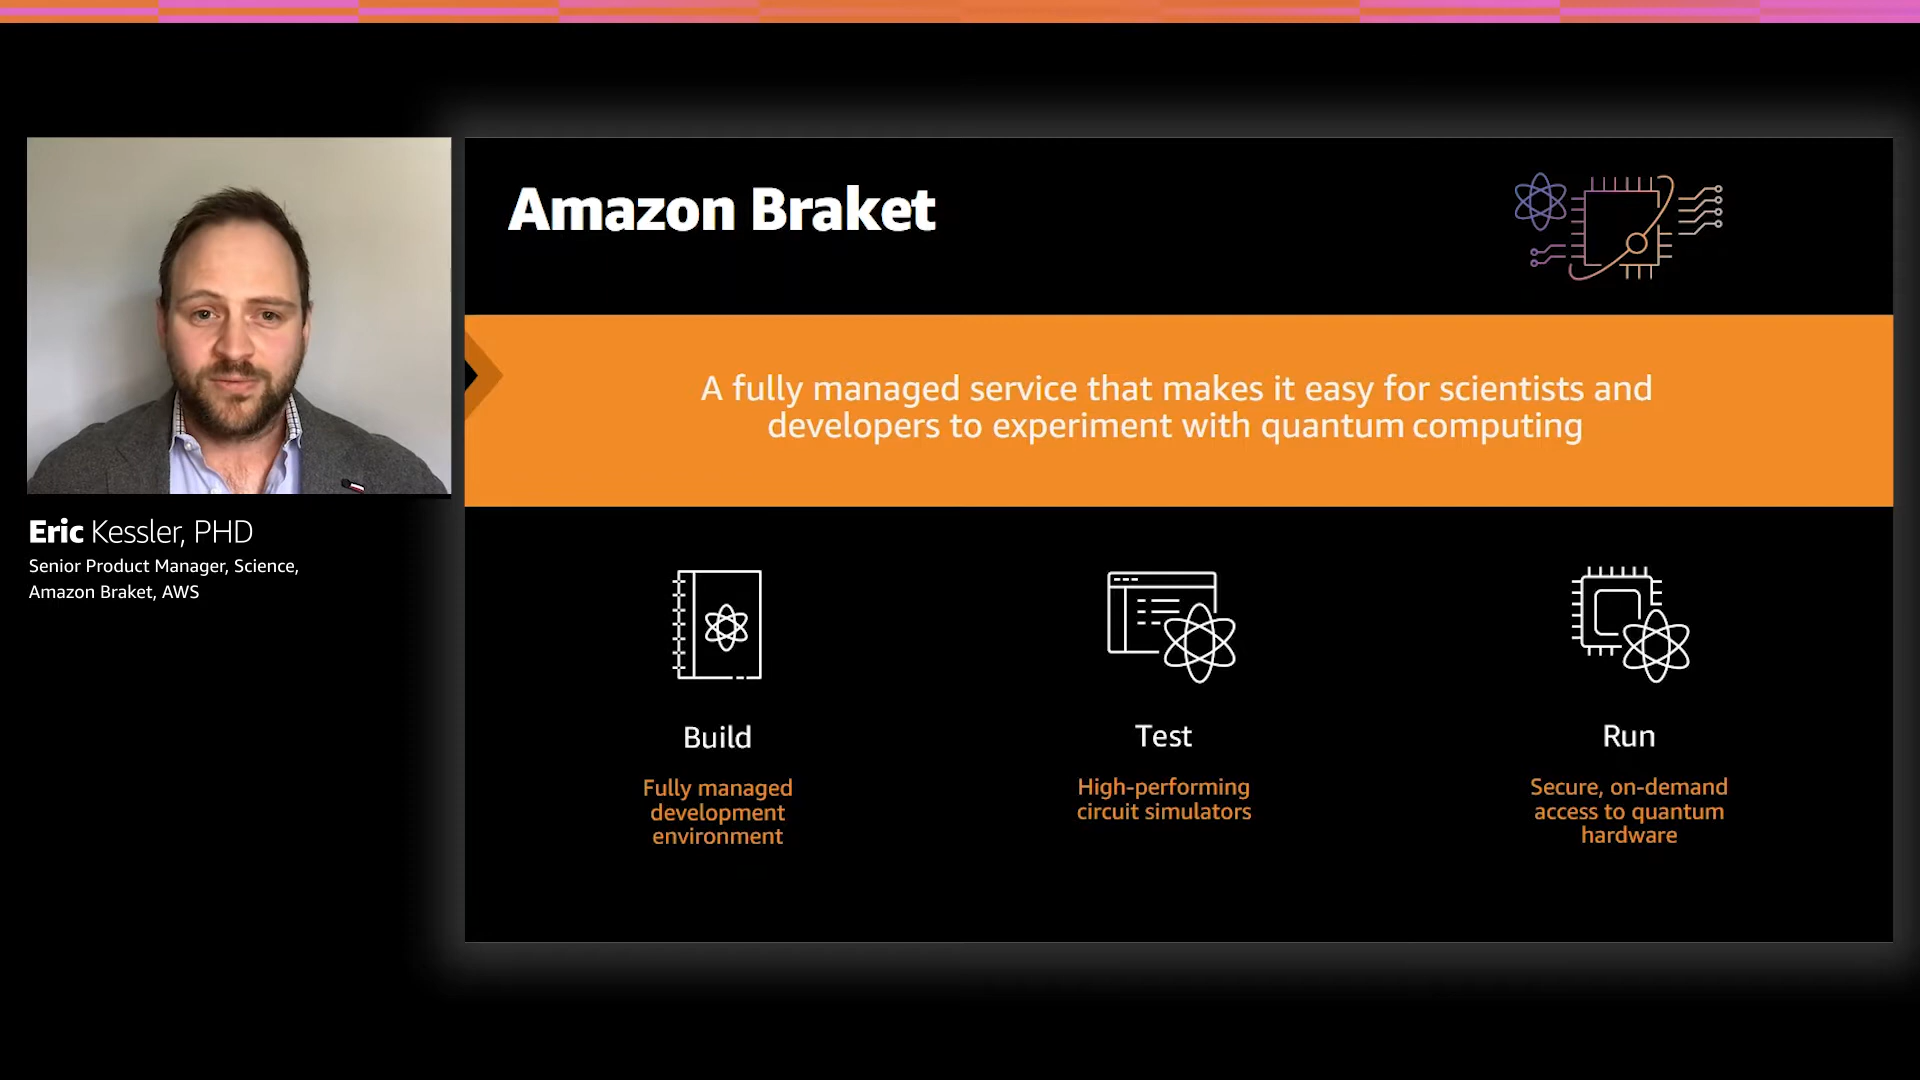 Amazon Braket
A fully managed service that makes it easy for scientists and
developers to experiment with quantum computing
Eric Kessler, PHD
Senior Product Manager, Science,
Amazon Braket, AWS
Build
Fully managed
development
environment
Test
High-performing
circuit simulators
Run
Secure, on-demand
access to quantum
hardware